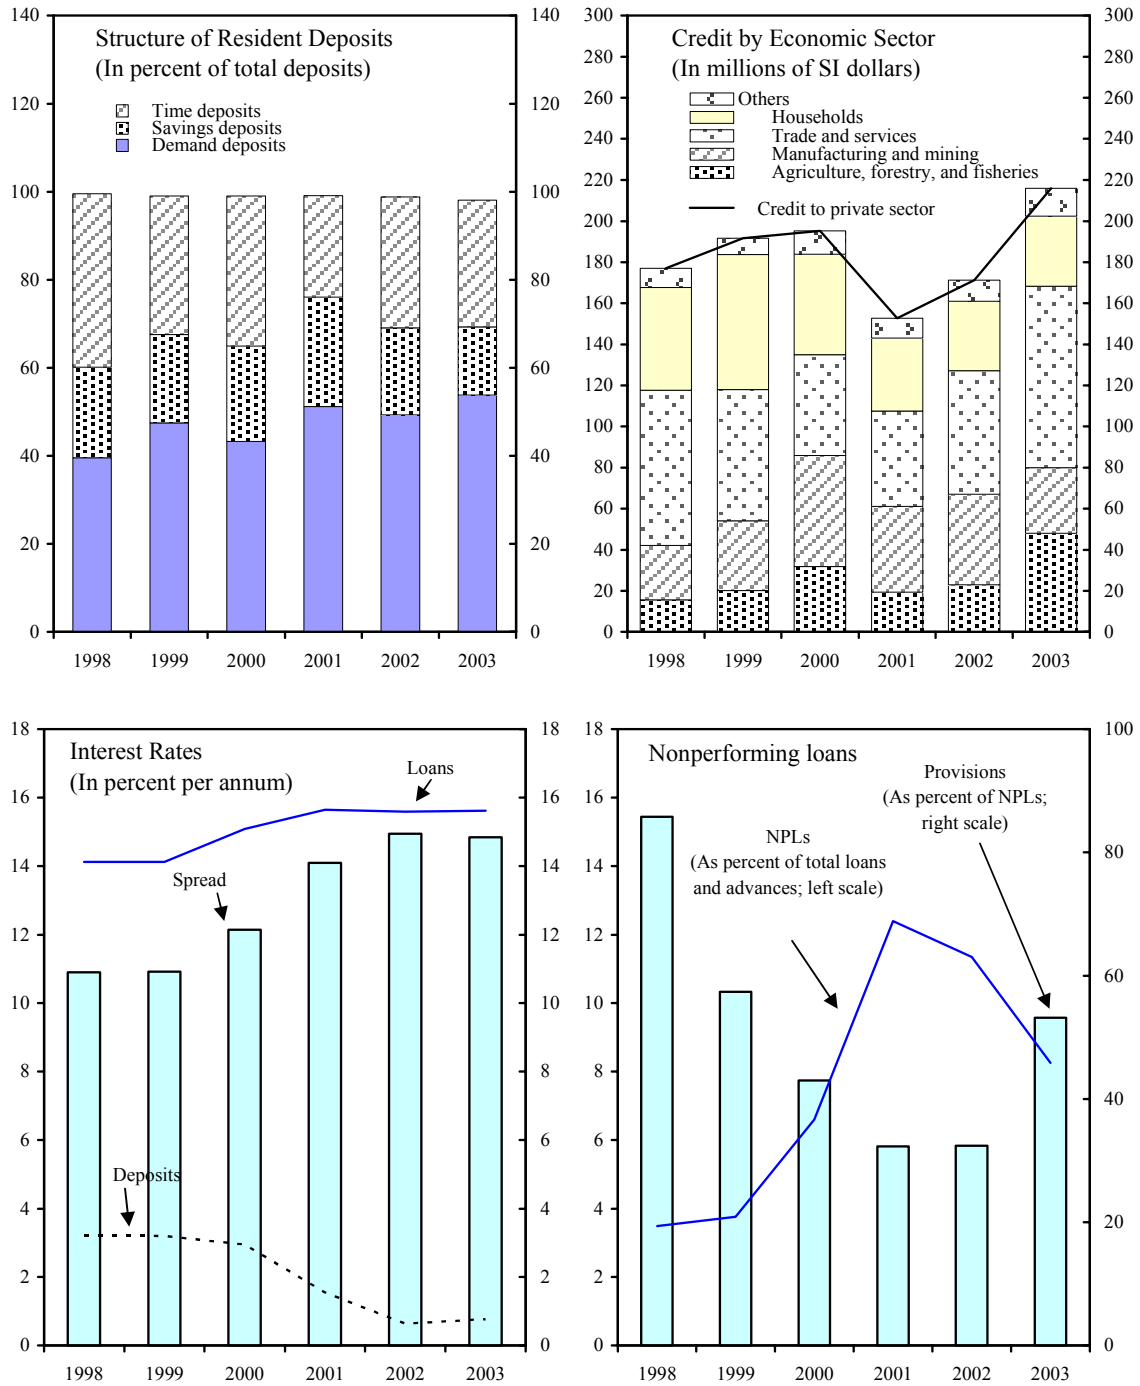 Structure of Resident Deposits
(In percent of total deposits)
Time deposits
Savings deposits
Demand deposits
140
120
100
80
60
40
20
0
140
120
100
80
60
40
20
0
1998 1999 2000 2001 2002 2003
Credit by Economic Sector
(In millions of SI dollars)
Others
Households
Trade and services
Manufacturing and mining
Agriculture, forestry, and fisheries
Credit to private sector
300
280
260
240
220
200
180
160
140
120
100
80
60
40
20
0
300
280
260
240
220
200
180
160
140
120
100
80
60
40
20
0
1998 1999 2000 2001 2002 2003
Interest Rates
(In percent per annum)
Loans
Spread
Deposits
18
16
14
12
10
8
6
4
2
0
18
16
14
12
10
8
6
4
2
0
1998 1999 2000 2001 2002 2003
Nonperforming loans
Provisions
(As percent of NPLs;
right scale)
NPLs
(As percent of total loans
and advances; left scale)
18
16
14
12
10
8
6
4
2
0
100
80
60
40
20
0
1998 1999 2000 2001 2002 2003